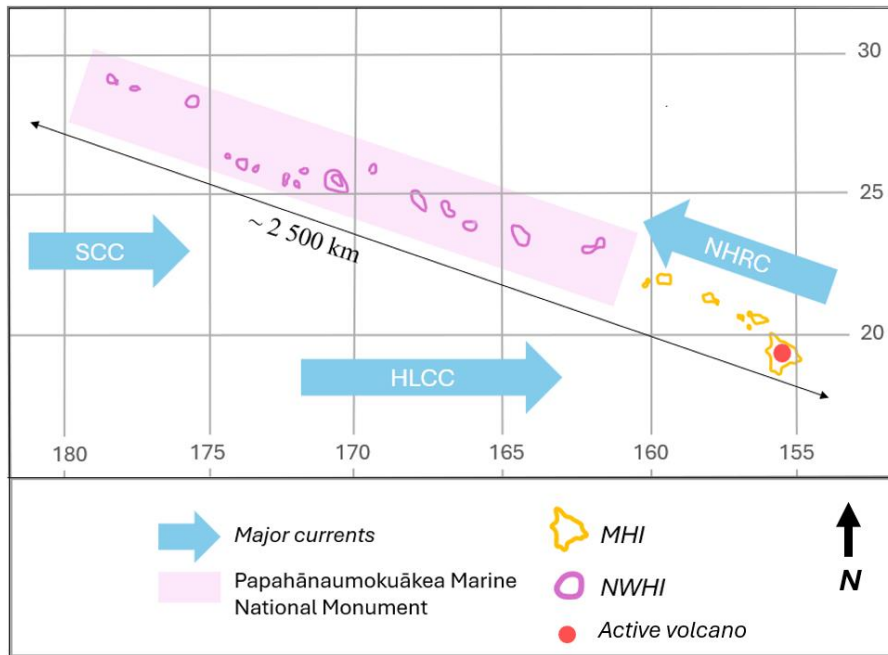 30
25
20
SCC
~ 2 500 km
NHRC
HLCC
180 175 170 165 160 155
Major currents
Papahānaumokuākea Marine
National Monument
MHI
NWHI
Active volcano
N